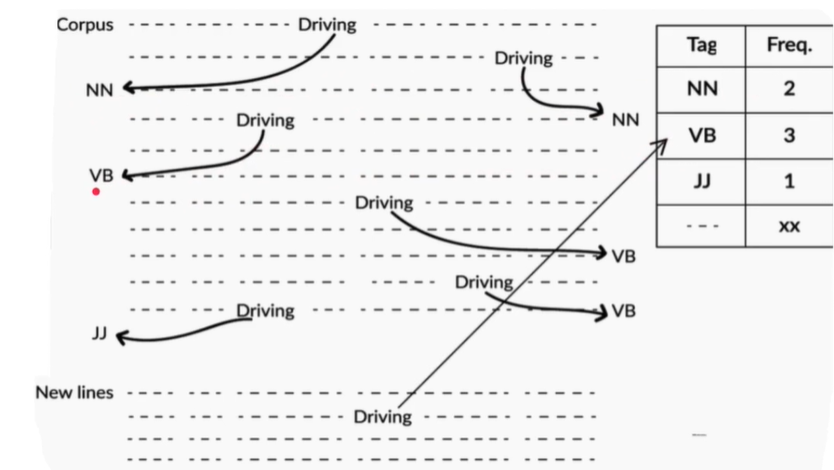 Corpus Driving
Driving
NN
Driving NN
VB
Driving
VB
Driving
Driving VB
JJ
New lines
Driving
Tag Freq.
NN 2
VB 3
JJ 1
--- xx